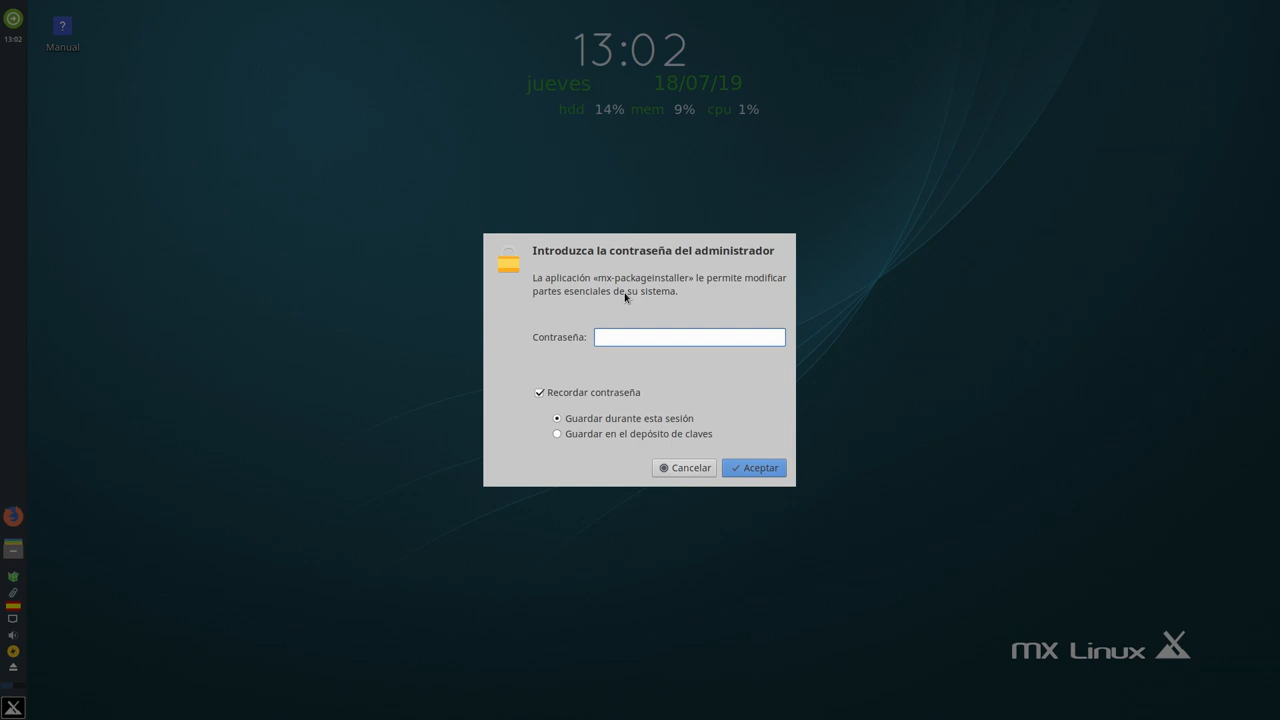 13:02
? 
Manual
13:02
jueves 18/07/19
hdd 14% mem 9% cpu 1%
Introduzca la contraseña del administrador
La aplicación «mx-packageinstaller» le permite modificar
partes esenciales de su sistema.
Contraseña:
Recordar contraseña
Guardar durante esta sesión
Guardar en el depósito de claves
Cancelar Aceptar
mx Linux